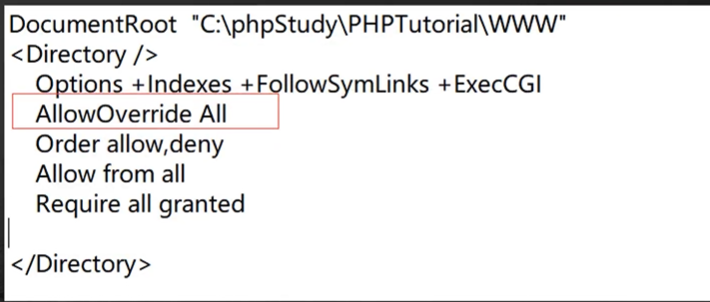 DocumentRoot "C:\phpStudy\PHPTutorial\WWW"
<Directory />
Options +Indexes +FollowSymLinks +ExecCGI
AllowOverride All
Order allow,deny
Allow from all
Require all granted
</Directory>